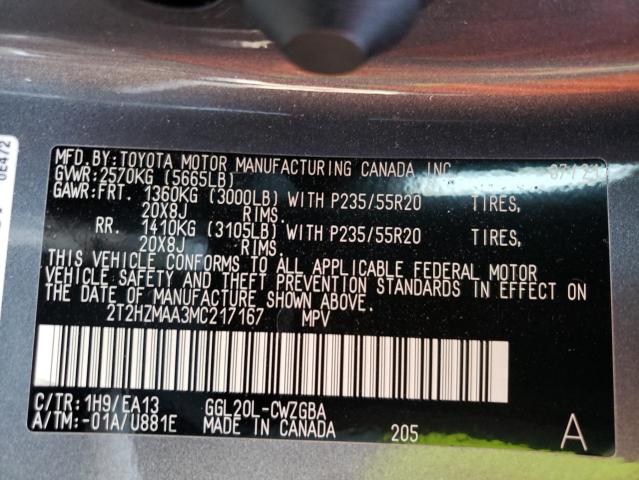 0E472
MFD.BY:TOYOTA MOTOR MANUFACTURING CANADA INC. 07/21
GVWR:2570KG (5665LB)
GAWR:FRT. 1360KG (3000LB) WITH P235/55R20 TIRES,
20X8J RIMS.
RR. 1410KG (3105LB) WITH P235/55R20 TIRES,
20X8J RIMS.
THIS VEHICLE CONFORMS TO ALL APPLICABLE FEDERAL MOTOR
VEHICLE SAFETY AND THEFT PREVENTION STANDARDS IN EFFECT ON
THE DATE OF MANUFACTURE SHOWN ABOVE.
2T2HZMAA3MC217167 MPV
C/TR:1H9/EA13 GGL20L-CWZGBA
A/TM:-01A/U881E MADE IN CANADA 205 A